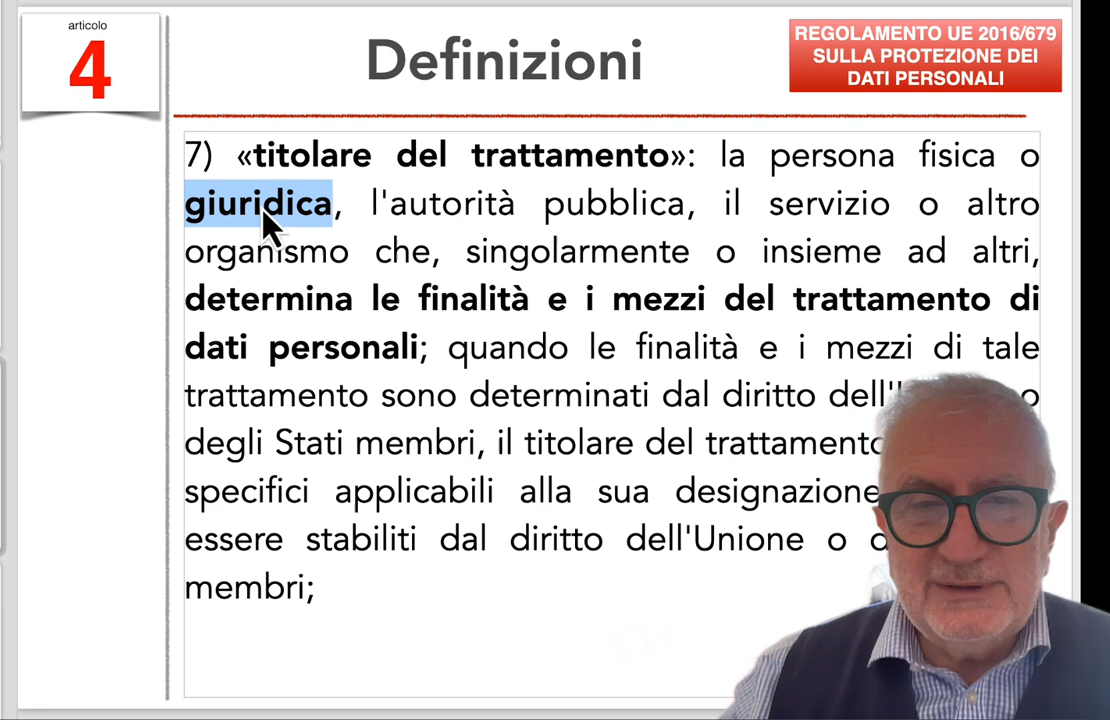 articolo
4
Definizioni
REGOLAMENTO UE 2016/679
SULLA PROTEZIONE DEI
DATI PERSONALI
7) «titolare del trattamento»: la persona fisica o
giuridica, l'autorità pubblica, il servizio o altro
organismo che, singolarmente o insieme ad altri,
determina le finalità e i mezzi del trattamento di
dati personali; quando le finalità e i mezzi di tale
trattamento sono determinati dal diritto o
degli Stati membri, il titolare del trattamento
specifici applicabili alla sua designazione
essere stabiliti dal diritto dell'Unione o
membri;